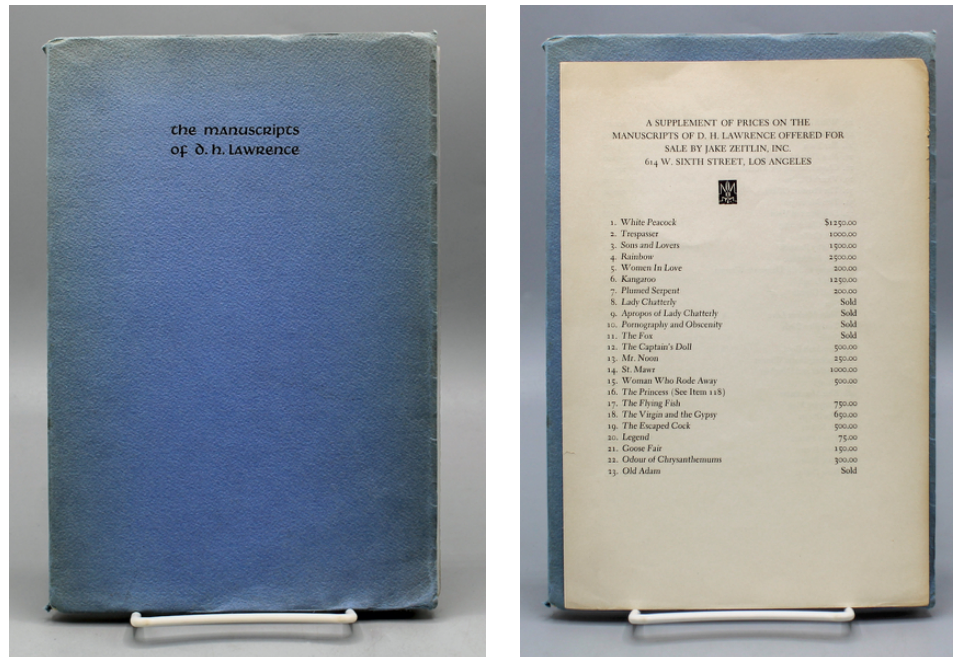 the manuscripts
of d. h. lawrence
A SUPPLEMENT OF PRICES ON THE
MANUSCRIPTS OF D. H. LAWRENCE OFFERED FOR
SALE BY JAKE ZEITLIN, INC.
614 W. SIXTH STREET, LOS ANGELES
1. White Peacock $1250.00
2. Trespasser 1000.00
3. Sons and Lovers 1500.00
4. Rainbow 2500.00
5. Women In Love 200.00
6. Kangaroo 1250.00
7. Plumed Serpent 200.00
8. Lady Chatterly Sold
9. Apropos of Lady Chatterly Sold
10. Pornography and Obscenity Sold
11. The Fox Sold
12. The Captain's Doll 500.00
13. Mr. Noon 250.00
14. St. Mawr 1000.00
15. Woman Who Rode Away 500.00
16. The Princess (See Item 118)
17. The Flying Fish 750.00
18. The Virgin and the Gypsy 650.00
19. The Escaped Cock 500.00
20. Legend 75.00
21. Goose Fair 150.00
22. Odour of Chrysanthemums 300.00
13. Old Adam Sold